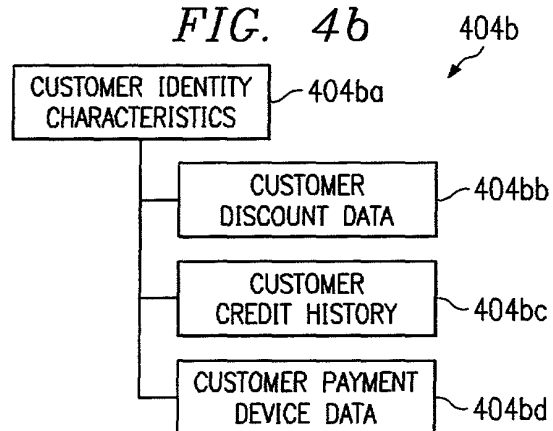 FIG. 4b
404b
CUSTOMER IDENTITY
CHARACTERISTICS
404ba
CUSTOMER
DISCOUNT DATA
404bb
CUSTOMER
CREDIT HISTORY
404bc
CUSTOMER PAYMENT
DEVICE DATA
404bd